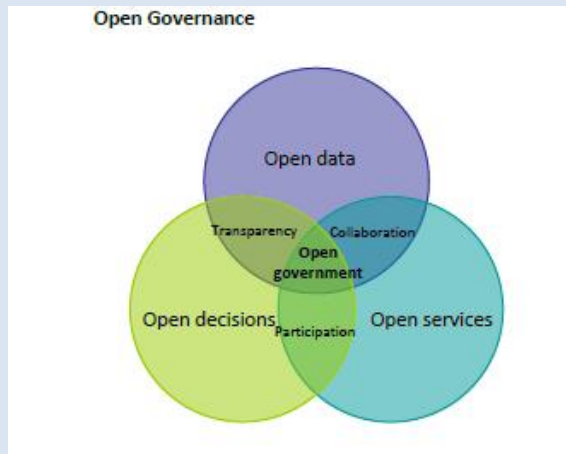 Open Governance
Open data
Transparency
Collaboration
Open
government
Open decisions
Participation
Open services